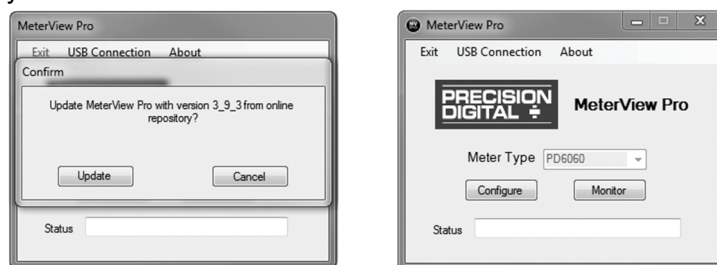 MeterView Pro
Exit USB Connection About
Confirm
Update MeterView Pro with version 3_9_3 from online
repository?
Update Cancel
Status
MeterView Pro
Exit USB Connection About
PRECISION
DIGITAL
MeterView Pro
Meter Type PD6060
Configure Monitor
Status